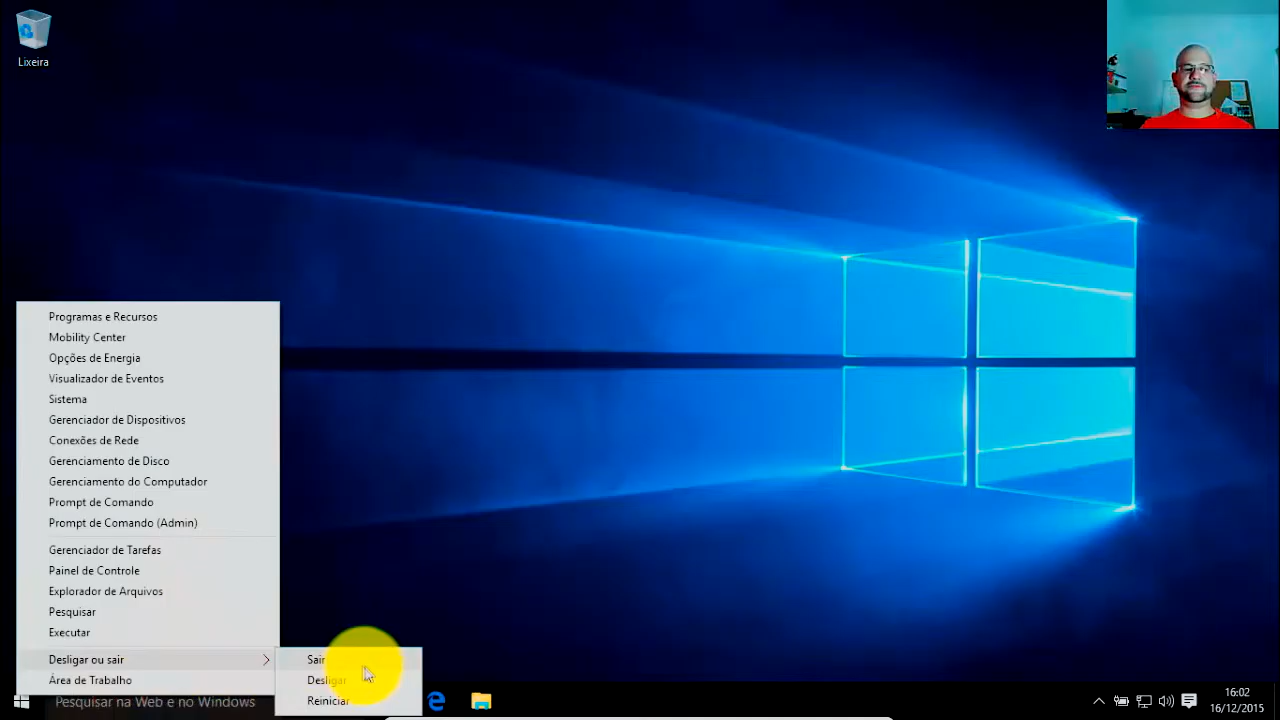 Lixeira
Programas e Recursos
Mobility Center
Opções de Energia
Visualizador de Eventos
Sistema
Gerenciador de Dispositivos
Conexões de Rede
Gerenciamento de Disco
Gerenciamento do Computador
Prompt de Comando
Prompt de Comando (Admin)
Gerenciador de Tarefas
Painel de Controle
Explorador de Arquivos
Pesquisar
Executar
Desligar ou sair
Área de Trabalho
Sair
Desligar
Reiniciar
Pesquisar na Web e no Windows
16:02
16/12/2015